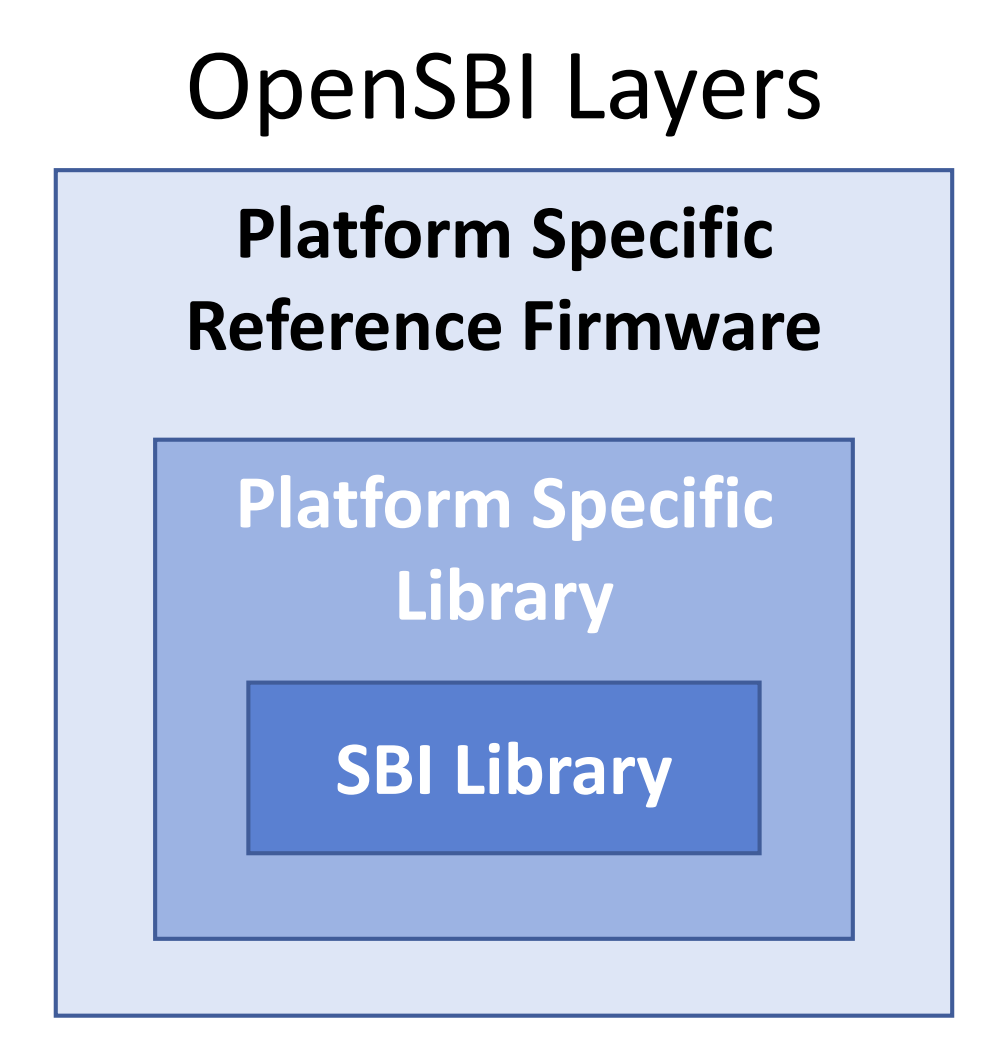 OpenSBI Layers
Platform Specific
Reference Firmware
Platform Specific
Library
SBI Library